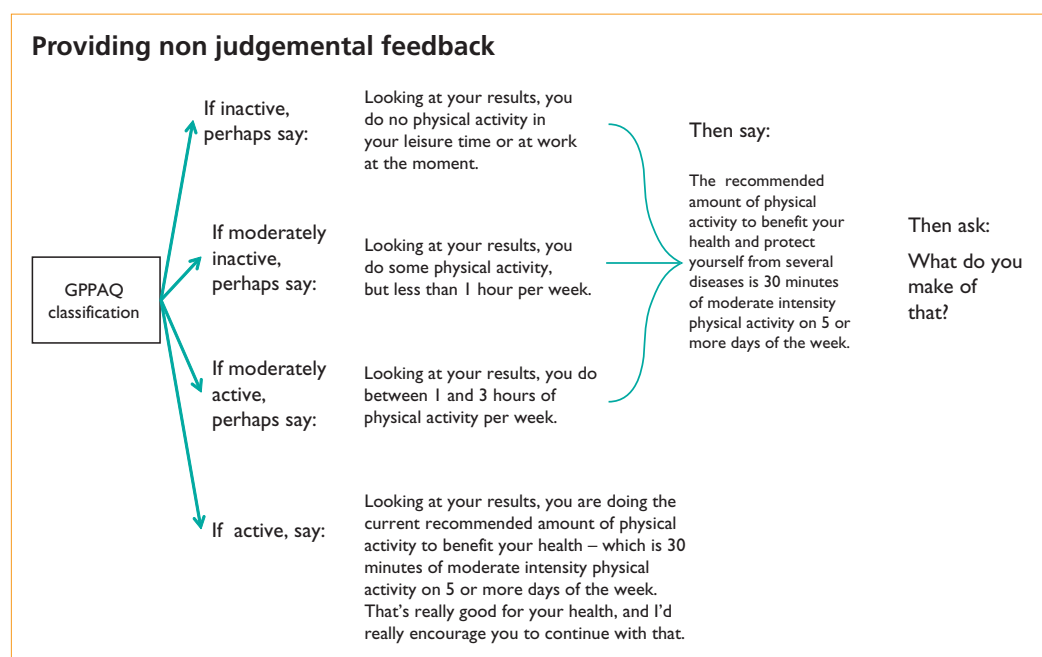 Providing non judgemental feedback
GPPAQ
classification
If inactive,
perhaps say:
Looking at your results, you
do no physical activity in
your leisure time or at work
at the moment.
If moderately
inactive,
perhaps say:
Looking at your results, you
do some physical activity,
but less than 1 hour per week.
If moderately
active,
perhaps say:
Looking at your results, you do
between 1 and 3 hours of
physical activity per week.
If active, say:
Looking at your results, you are doing the
current recommended amount of physical
activity to benefit your health – which is 30
minutes of moderate intensity physical
activity on 5 or more days of the week.
That's really good for your health, and I'd
really encourage you to continue with that.
Then say:
The recommended
amount of physical
activity to benefit your
health and protect
yourself from several
diseases is 30 minutes
of moderate intensity
physical activity on 5 or
more days of the week.
Then ask:
What do you
make of
that?